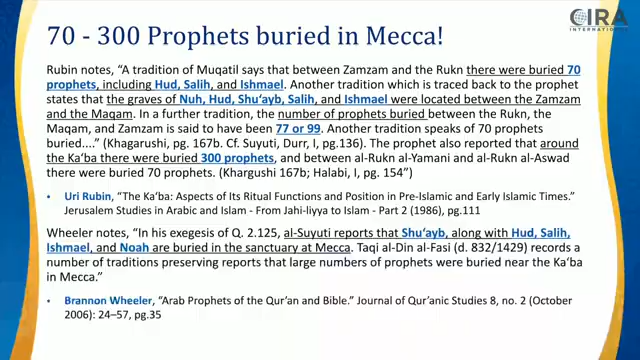 CIRA
INTERNATIONAL
70 - 300 Prophets buried in Mecca!
Rubin notes, “A tradition of Muqatil says that between Zamzam and the Rukn there were buried 70
prophets, including Hud, Salih, and Ishmael. Another tradition which is traced back to the prophet
states that the graves of Nuh, Hud, Shu‘ayb, Salih, and Ishmael were located between the Zamzam
and the Maqam. In a further tradition, the number of prophets buried between the Rukn, the
Maqam, and Zamzam is said to have been 77 or 99. Another tradition speaks of 70 prophets
buried....” (Khagarushi, pg. 167b. Cf. Suyuti, Durr, I, pg.136). The prophet also reported that around
the Ka‘ba there were buried 300 prophets, and between al-Rukn al-Yamani and al-Rukn al-Aswad
there were buried 70 prophets. (Khargushi 167b; Halabi, I, pg. 154”)
• Uri Rubin, “The Ka‘ba: Aspects of Its Ritual Functions and Position in Pre-Islamic and Early Islamic Times.”
Jerusalem Studies in Arabic and Islam - From Jahi-liyya to Islam - Part 2 (1986), pg.111
Wheeler notes, “In his exegesis of Q. 2.125, al-Suyuti reports that Shu‘ayb, along with Hud, Salih,
Ishmael, and Noah are buried in the sanctuary at Mecca. Taqi al-Din al-Fasi (d. 832/1429) records a
number of traditions preserving reports that large numbers of prophets were buried near the Ka‘ba
in Mecca.”
• Brannon Wheeler, “Arab Prophets of the Qur’an and Bible.” Journal of Qur’anic Studies 8, no. 2 (October
2006): 24–57, pg.35